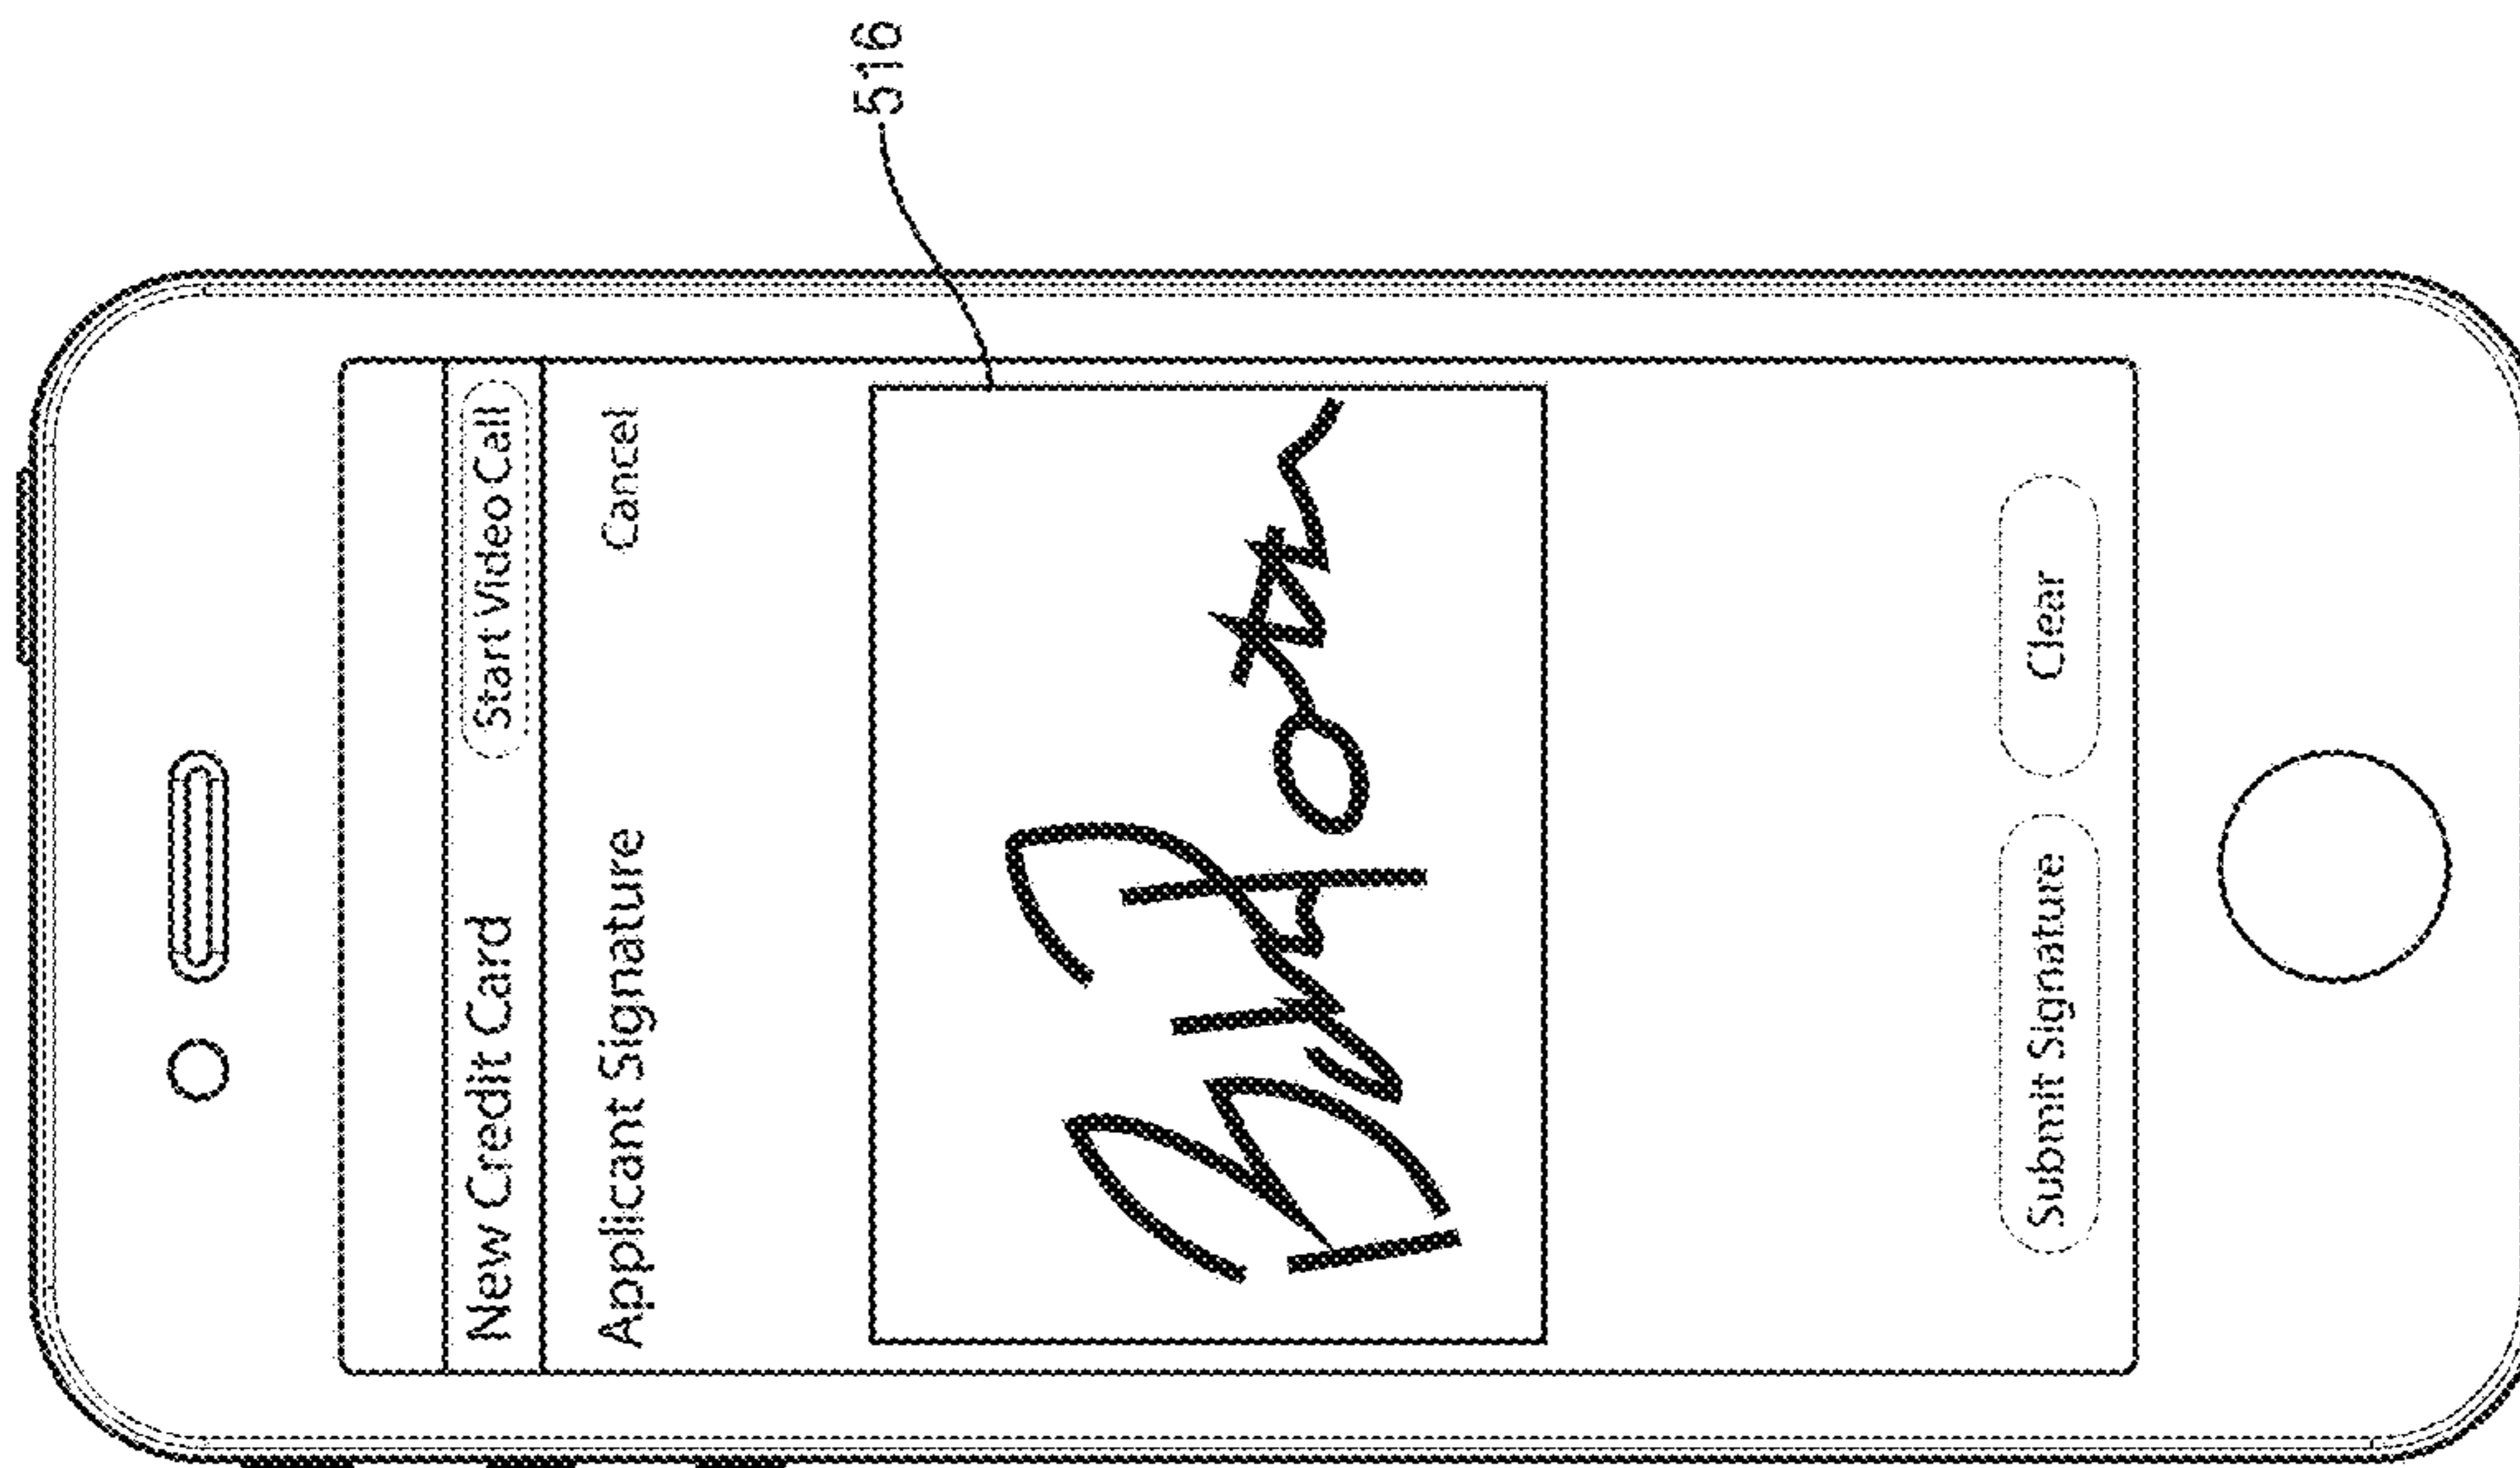 516
New Credit Card Start Video Call
Applicant Signature Cancel
Submit Signature Clear